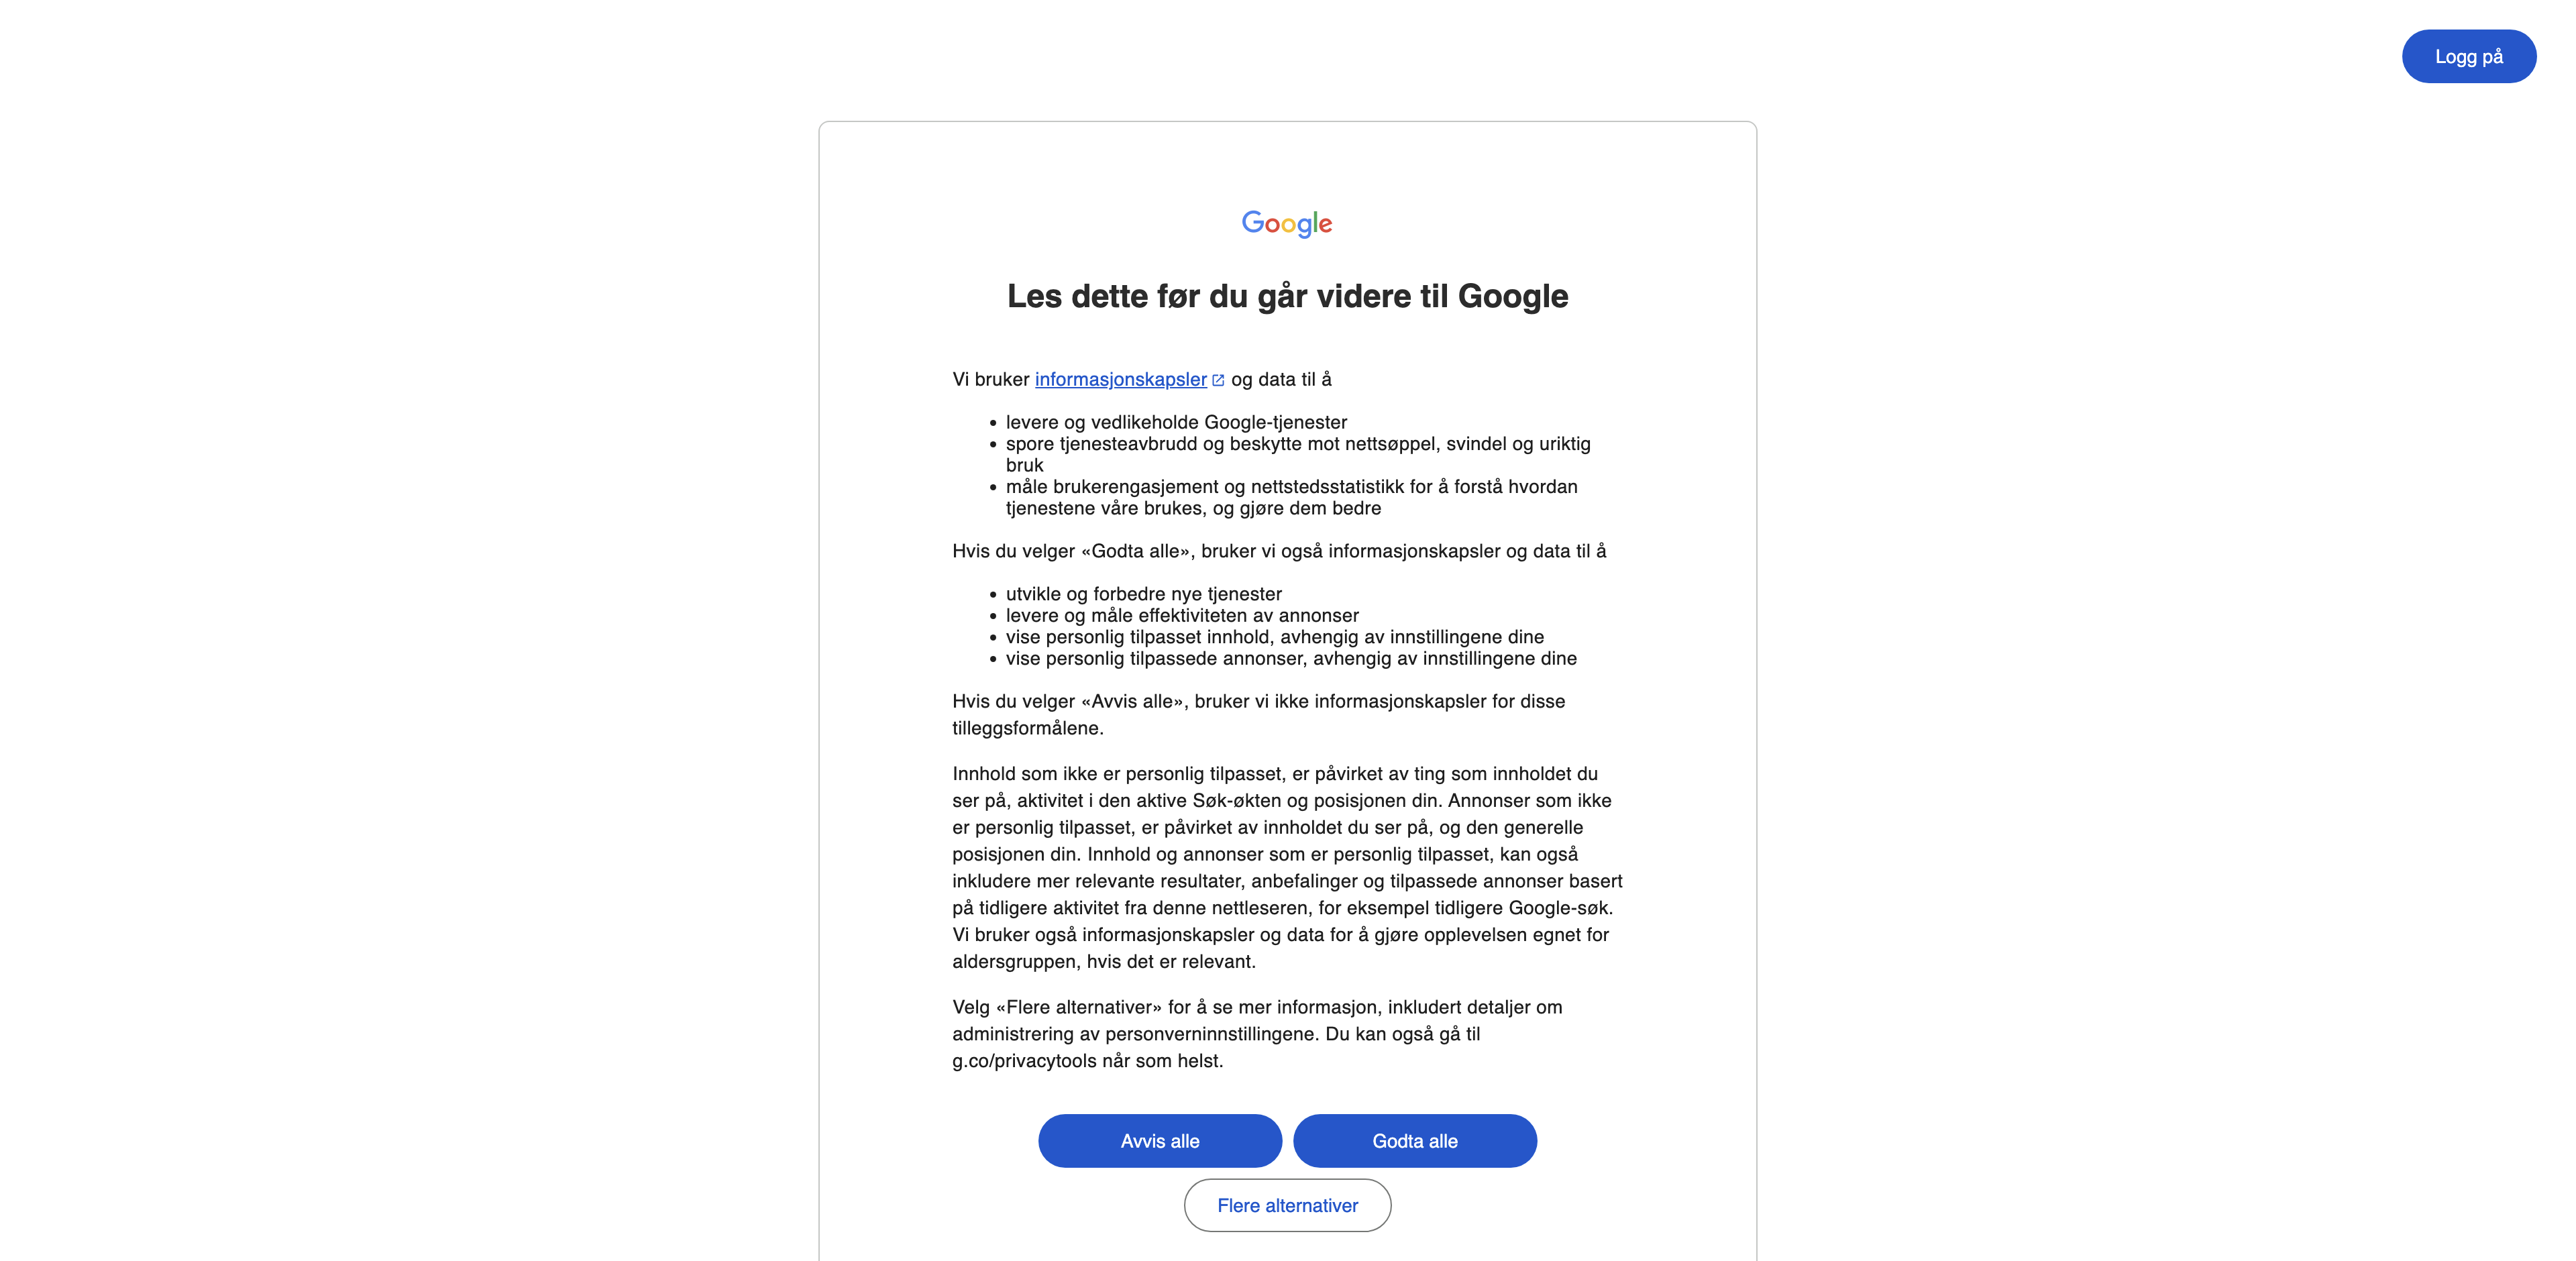 Logg på
Google
Les dette før du går videre til Google
Vi bruker informasjonskapsler og data til å
levere og vedlikeholde Google-tjenester
spore tjenesteavbrudd og beskytte mot nettsøppel, svindel og uriktig
bruk
måle brukerengasjement og nettstedsstatistikk for å forstå hvordan
tjenestene våre brukes, og gjøre dem bedre
Hvis du velger «Godta alle», bruker vi også informasjonskapsler og data til å
utvikle og forbedre nye tjenester
levere og måle effektiviteten av annonser
vise personlig tilpasset innhold, avhengig av innstillingene dine
vise personlig tilpassede annonser, avhengig av innstillingene dine
Hvis du velger «Avvis alle», bruker vi ikke informasjonskapsler for disse
tilleggsformålene.
Innhold som ikke er personlig tilpasset, er påvirket av ting som innholdet du
ser på, aktivitet i den aktive Søk-økten og posisjonen din. Annonser som ikke
er personlig tilpasset, er påvirket av innholdet du ser på, og den generelle
posisjonen din. Innhold og annonser som er personlig tilpasset, kan også
inkludere mer relevante resultater, anbefalinger og tilpassede annonser basert
på tidligere aktivitet fra denne nettleseren, for eksempel tidligere Google-søk.
Vi bruker også informasjonskapsler og data for å gjøre opplevelsen egnet for
aldersgruppen, hvis det er relevant.
Velg «Flere alternativer» for å se mer informasjon, inkludert detaljer om
administrering av personverninnstillingene. Du kan også gå til
g.co/privacytools når som helst.
Avvis alle
Godta alle
Flere alternativer